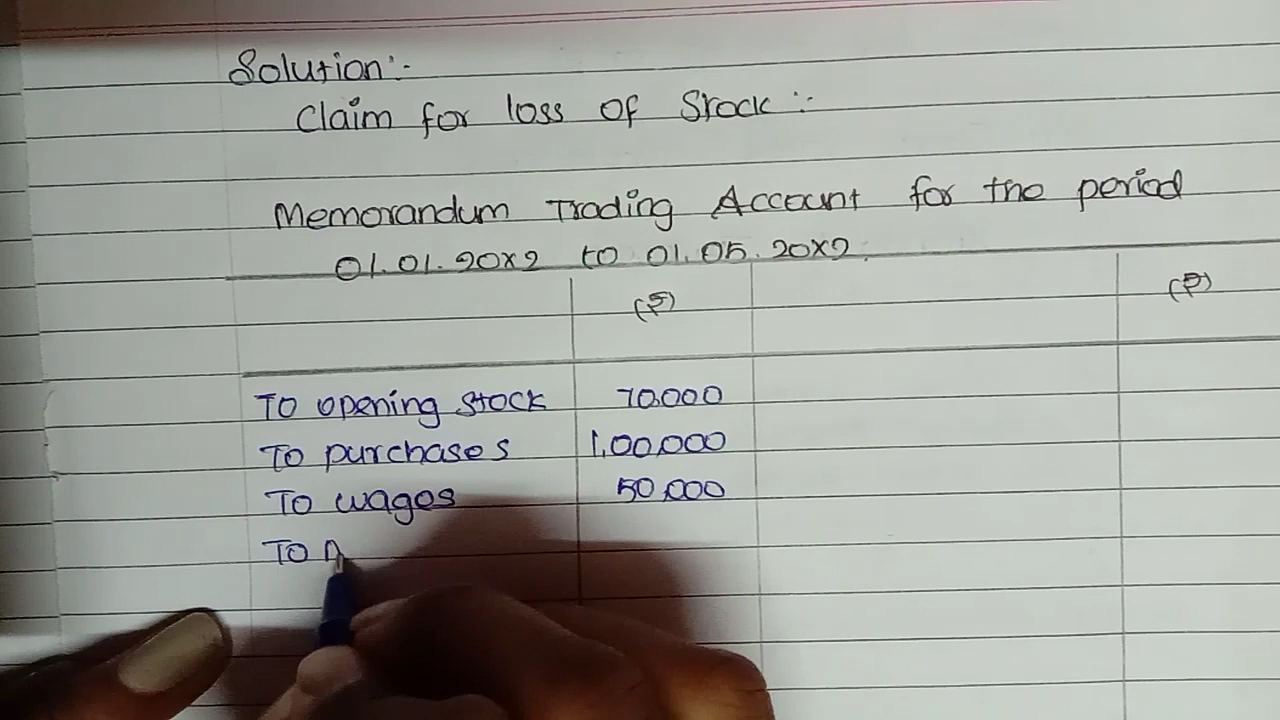 Solution:-
Claim for loss of Stock:-
Memorandum Trading Account for the period
01.01.20x2 to 01.05.20x2.
(₹) (₹)
To opening stock 70,000
To purchases 1,00,000
To wages 50,000
To